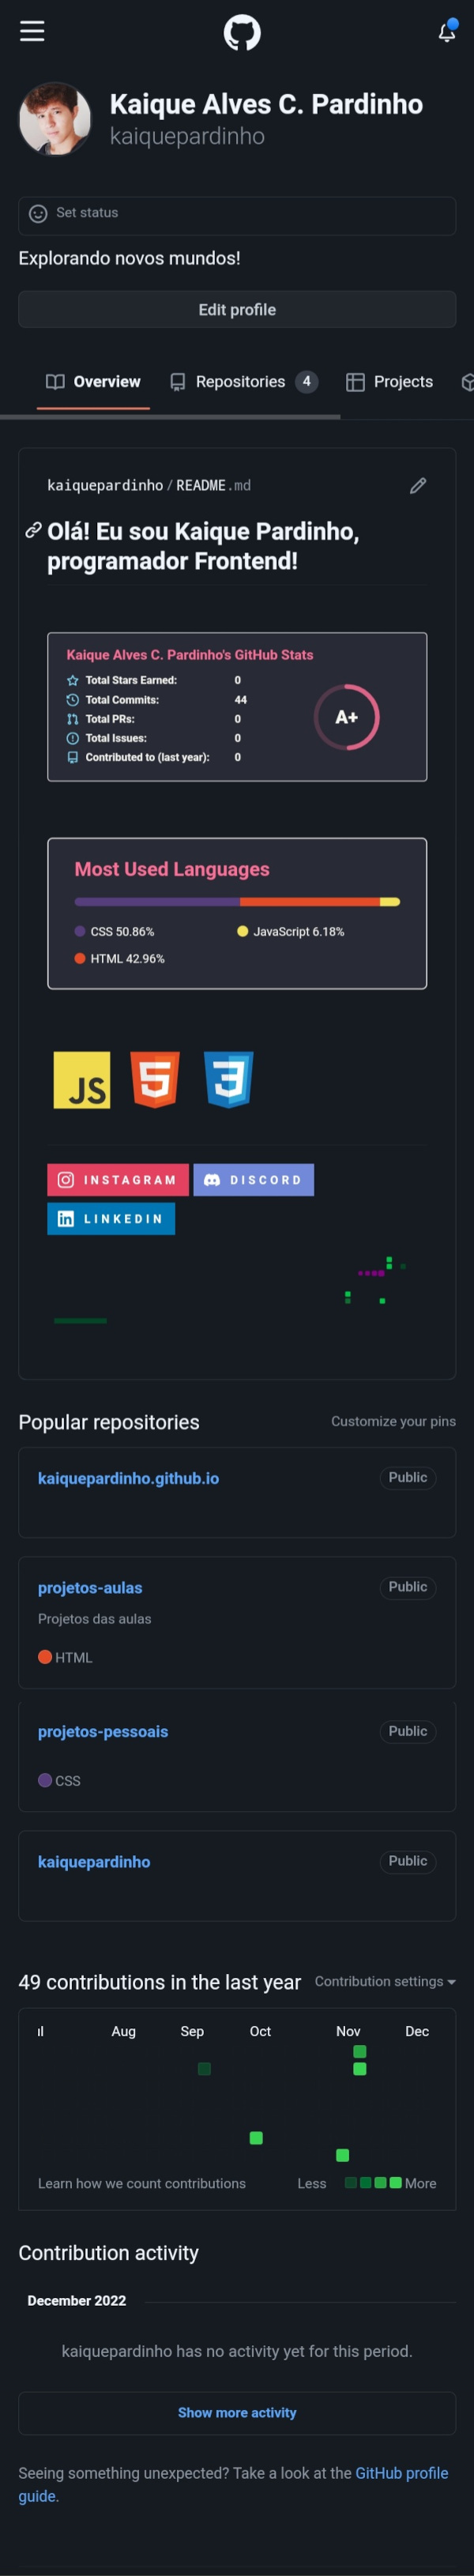 Kaique Alves C. Pardinho
kaiquepardinho
Set status
Explorando novos mundos!
Edit profile
Overview
Repositories 4
Projects
kaiquepardinho / README.md
Olá! Eu sou Kaique Pardinho,
programador Frontend!
Kaique Alves C. Pardinho's GitHub Stats
Total Stars Earned: 0
Total Commits: 44
Total PRs: 0
Total Issues: 0
Contributed to (last year): 0
A+
Most Used Languages
CSS 50.86%
JavaScript 6.18%
HTML 42.96%
JS
5
3
INSTAGRAM
DISCORD
LINKEDIN
Popular repositories
Customize your pins
kaiquepardinho.github.io
Public
projetos-aulas
Public
Projetos das aulas
HTML
projetos-pessoais
Public
CSS
kaiquepardinho
Public
49 contributions in the last year
Contribution settings
Aug Sep Oct Nov Dec
Learn how we count contributions
Less
More
Contribution activity
December 2022
kaiquepardinho has no activity yet for this period.
Show more activity
Seeing something unexpected? Take a look at the GitHub profile
guide.